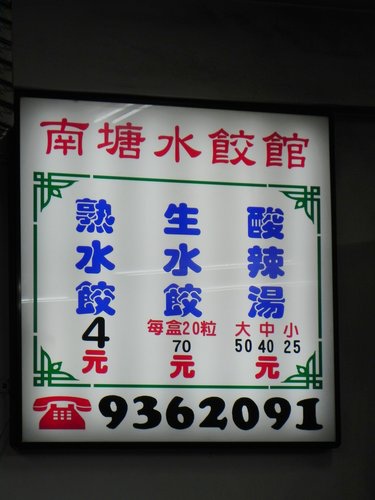 南塘水餃館
熟水餃
4
元
生水餃
每盒20粒
70
元
酸辣湯
大 中 小
50 40 25
元
9362091